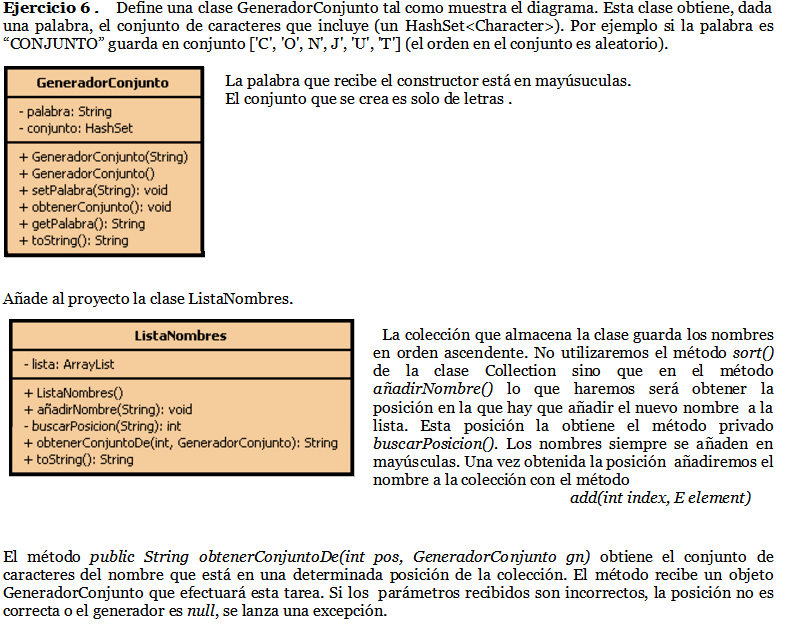 Ejercicio 6 . Define una clase GeneradorConjunto tal como muestra el diagrama. Esta clase obtiene, dada
una palabra, el conjunto de caracteres que incluye (un HashSet<Character>). Por ejemplo si la palabra es
“CONJUNTO” guarda en conjunto ['C', 'O', N', J', 'U', 'T'] (el orden en el conjunto es aleatorio).
GeneradorConjunto
- palabra: String
- conjunto: HashSet
+ GeneradorConjunto(String)
+ GeneradorConjunto()
+ setPalabra(String): void
+ obtenerConjunto(): void
+ getPalabra(): String
+ toString(): String
La palabra que recibe el constructor está en mayúsuculas.
El conjunto que se crea es solo de letras .
Añade al proyecto la clase ListaNombres.
ListaNombres
- lista: ArrayList
+ ListaNombres()
+ añadirNombre(String): void
- buscarPosicion(String): int
+ obtenerConjuntoDe(int, GeneradorConjunto): String
+ toString(): String
La colección que almacena la clase guarda los nombres
en orden ascendente. No utilizaremos el método sort()
de la clase Collection sino que en el método
añadirNombre() lo que haremos será obtener la
posición en la que hay que añadir el nuevo nombre a la
lista. Esta posición la obtiene el método privado
buscarPosicion(). Los nombres siempre se añaden en
mayúsculas. Una vez obtenida la posición añadiremos el
nombre a la colección con el método
add(int index, E element)
El método public String obtenerConjuntoDe(int pos, GeneradorConjunto gn) obtiene el conjunto de
caracteres del nombre que está en una determinada posición de la colección. El método recibe un objeto
GeneradorConjunto que efectuará esta tarea. Si los parámetros recibidos son incorrectos, la posición no es
correcta o el generador es null, se lanza una excepción.